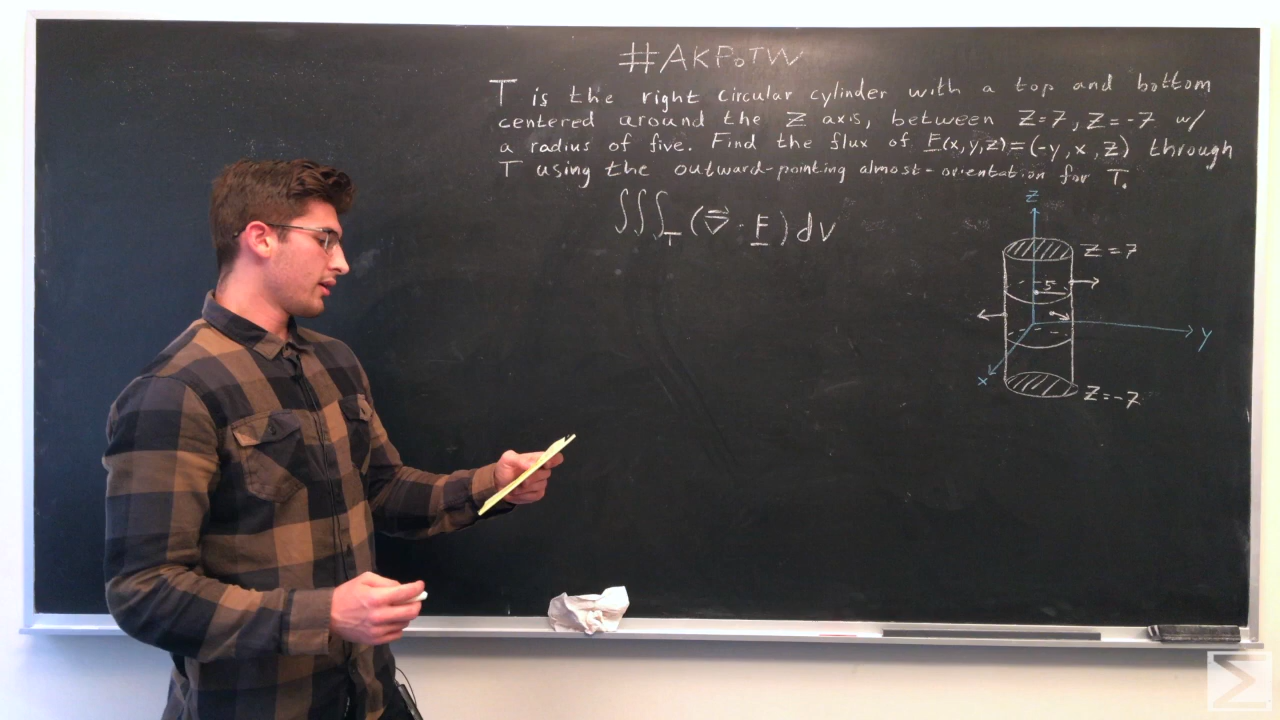 #AKPoTW
T is the right circular cylinder with a top and bottom
centered around the Z axis, between Z=7, Z=-7 w/
a radius of five. Find the flux of F(x,y,z)=(-y,x,z) through
T using the outward-pointing almost-orientation for T.
∭_T (∇⃗ · F) dV
Z
Z=7
5
y
x
Z=-7
Σ